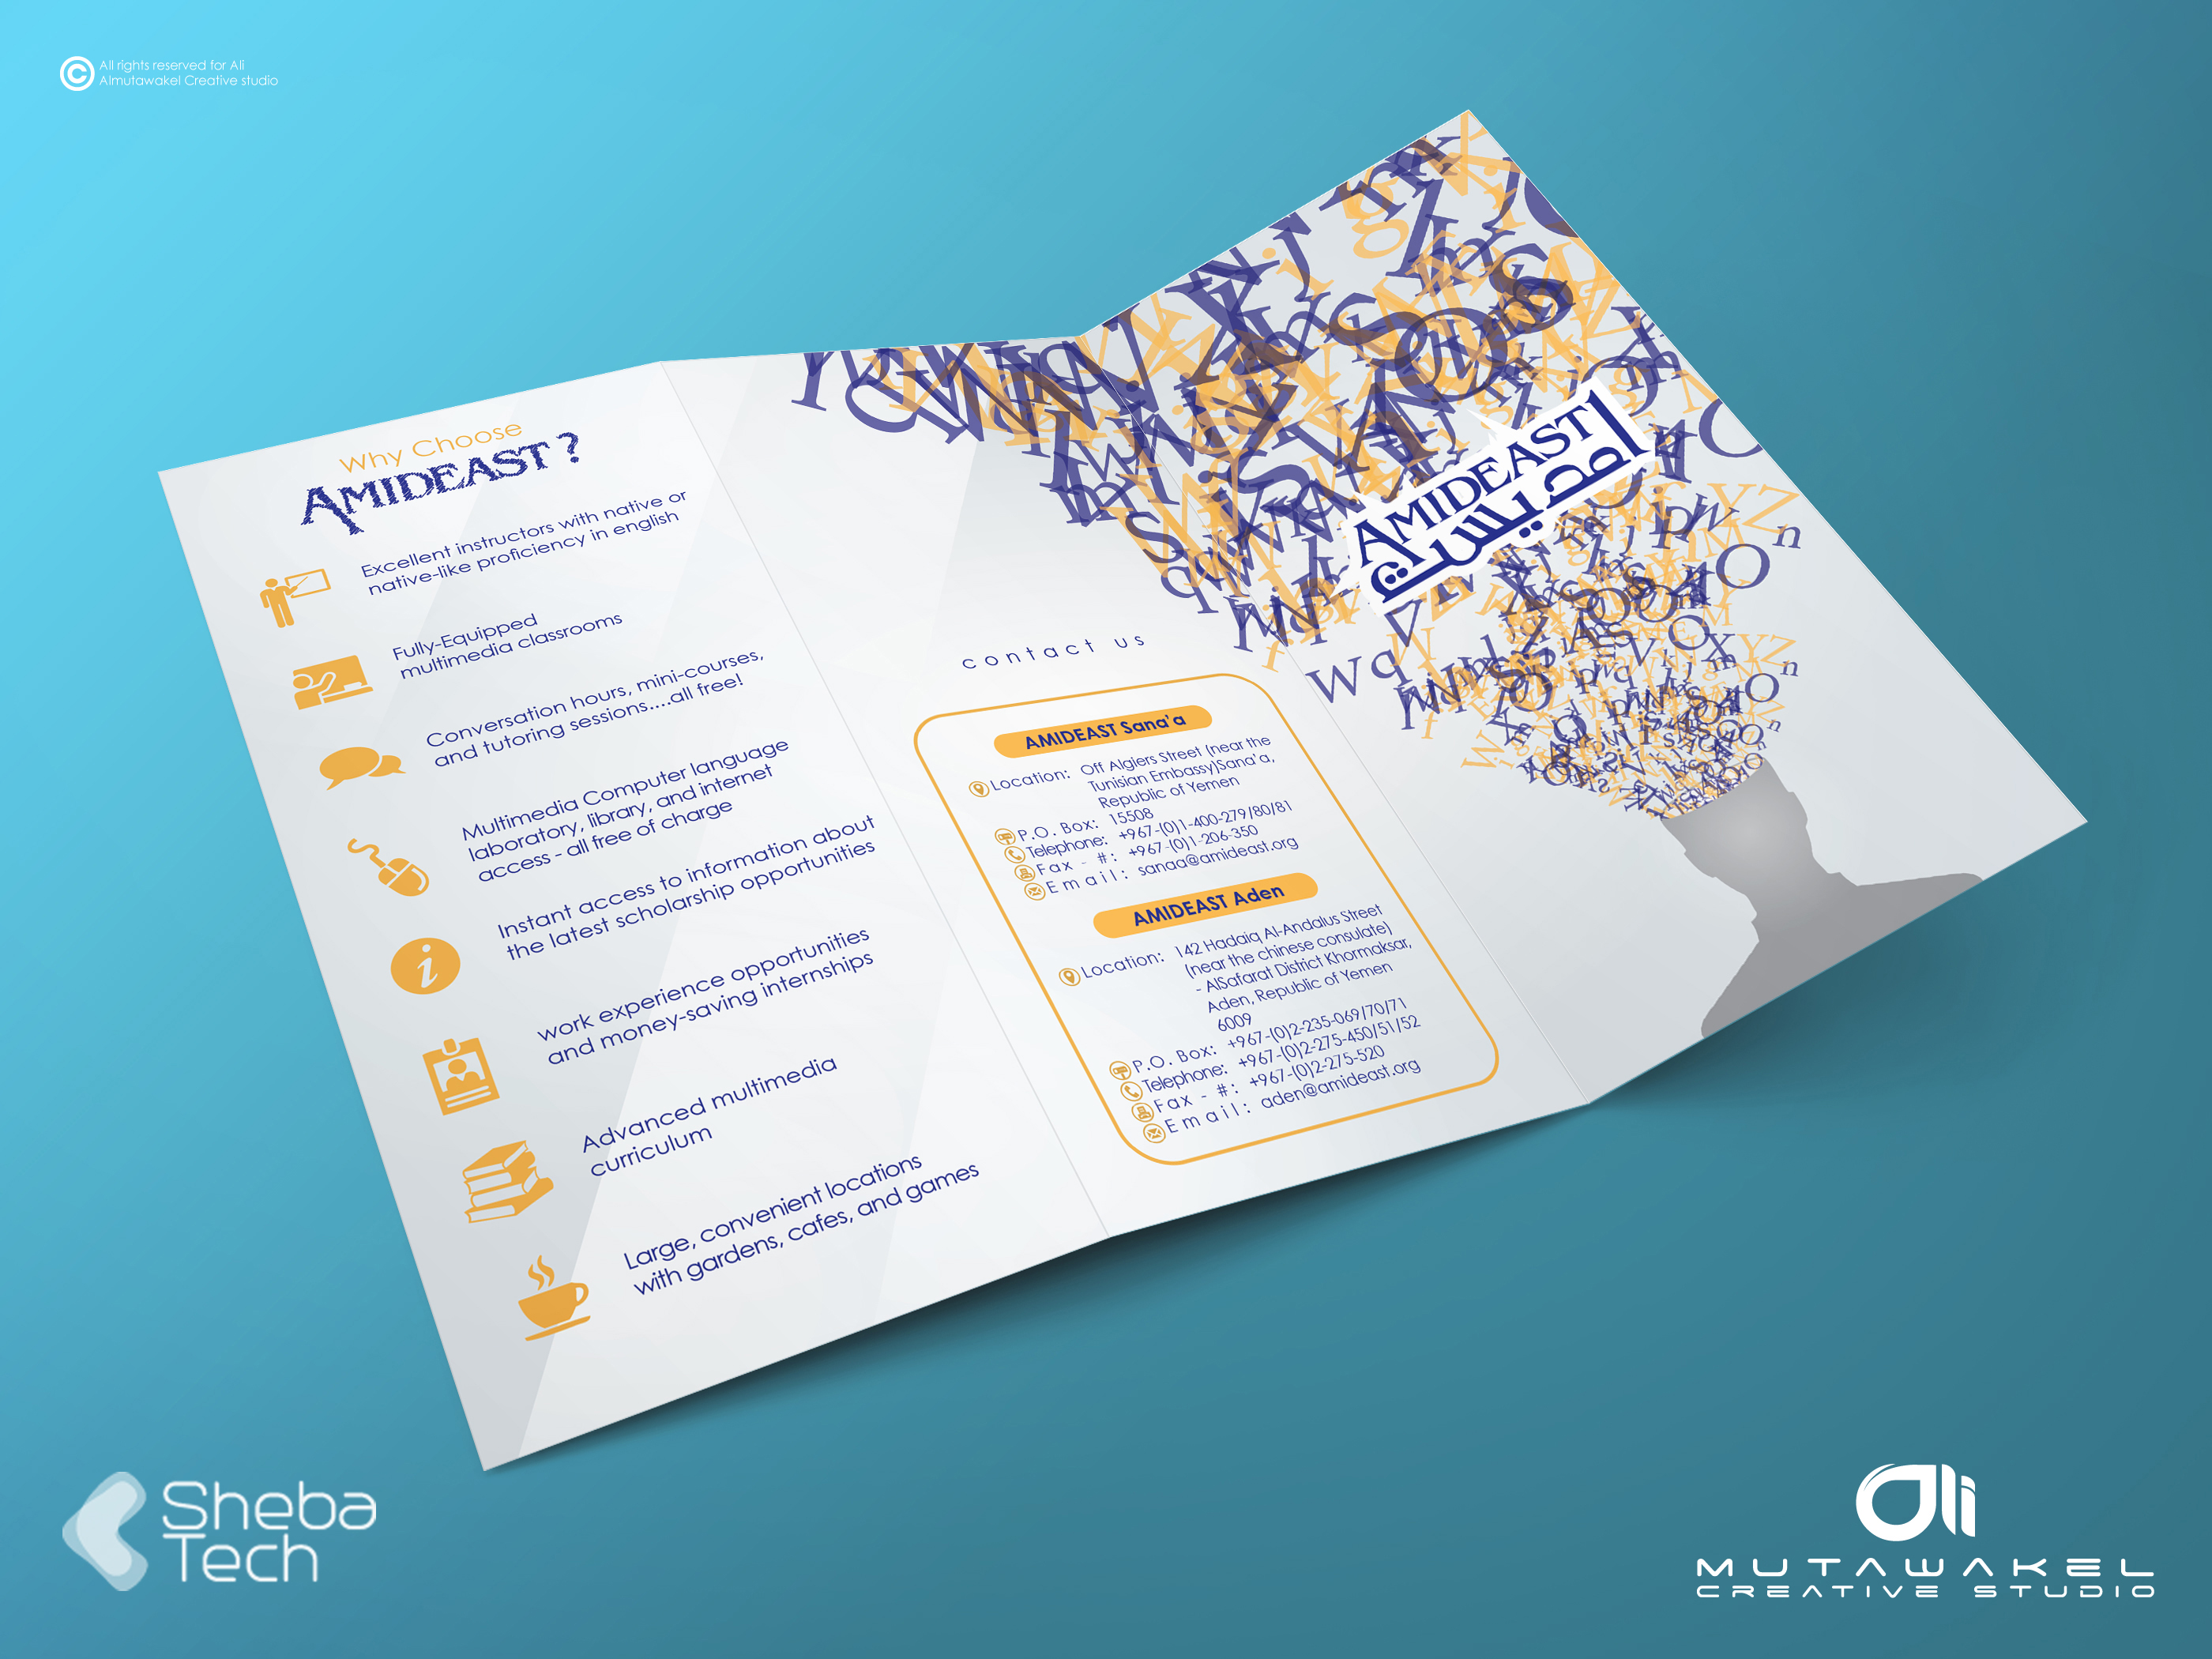 All rights reserved for Ali
Almutawakel Creative studio
Why Choose
AMIDEAST ?
Excellent instructors with native or
native-like proficiency in english
Fully-Equipped
multimedia classrooms
Conversation hours, mini-courses,
and tutoring sessions....all free!
Multimedia Computer language
laboratory, library, and internet
access - all free of charge
Instant access to information about
the latest scholarship opportunities
work experience opportunities
and money-saving internships
Advanced multimedia
curriculum
Large, convenient locations
with gardens, cafes, and games
contact us
AMIDEAST Sana'a
Location: Off Algiers Street (near the
Tunisian Embassy)Sana'a,
Republic of Yemen
P.O. Box: 15508
Telephone: +967-(0)1-400-279/80/81
Fax - #: +967-(0)1-206-350
Email: sanaa@amideast.org
AMIDEAST Aden
Location: 142 Hadaiq Al-Andalus Street
(near the chinese consulate)
- AlSafarat District Khormaksar,
Aden, Republic of Yemen
6009
P.O. Box: +967-(0)2-235-069/70/71
Telephone: +967-(0)2-275-450/51/52
Fax - #: +967-(0)2-275-520
Email: aden@amideast.org
AMIDEAST
امديست
Sheba
Tech
ali
MUTAWAKEL
CREATIVE STUDIO